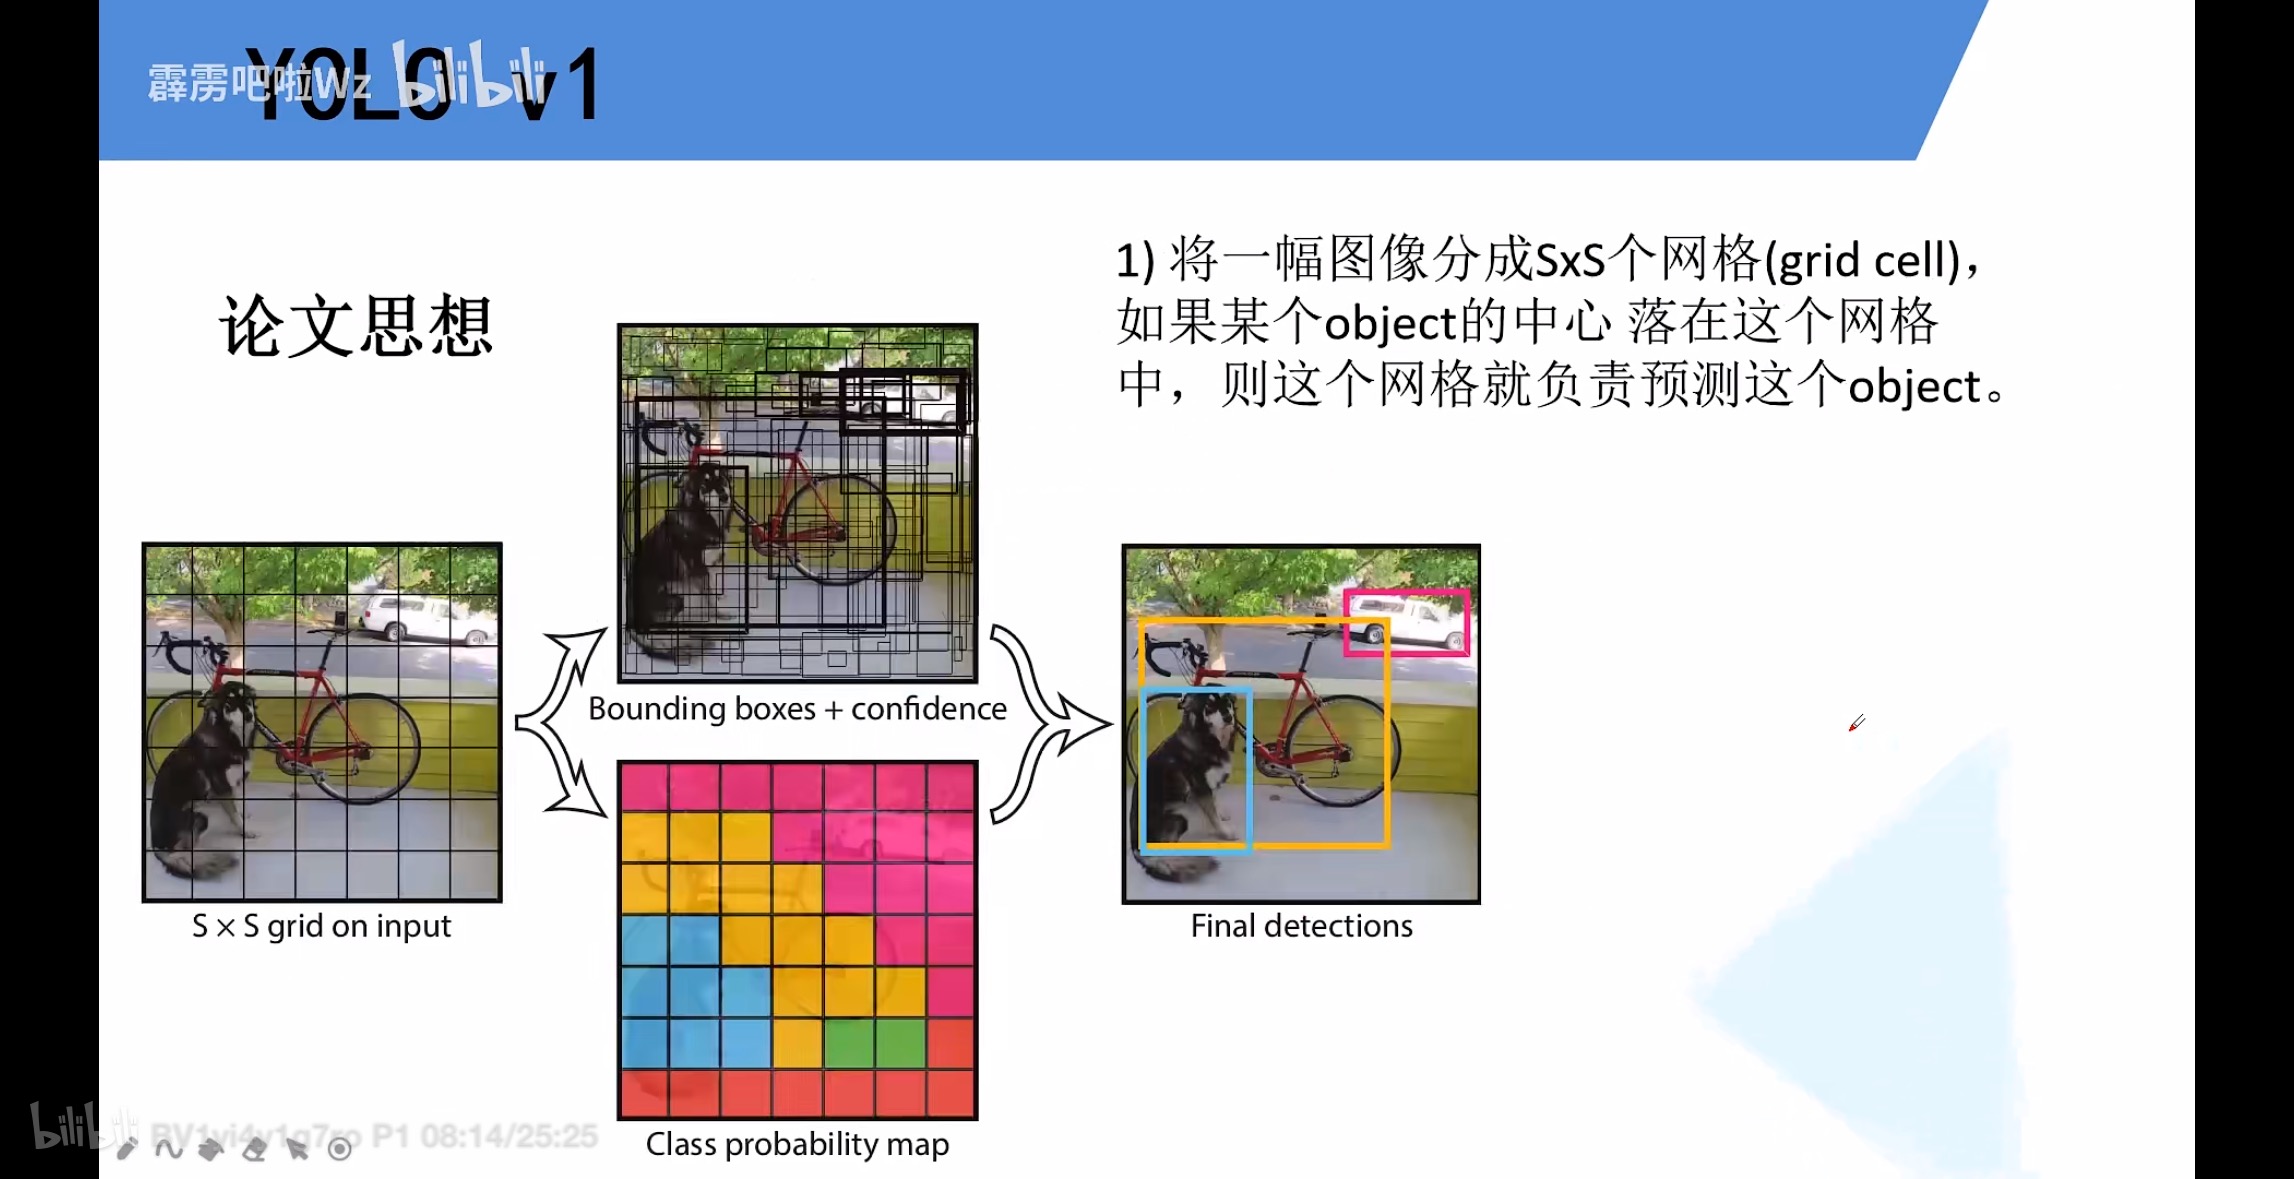 YOLO v1
霹雳吧啦Wz bilibili
论文思想
1) 将一幅图像分成SxS个网格(grid cell)，
如果某个object的中心 落在这个网格
中，则这个网格就负责预测这个object。
Bounding boxes + confidence
S × S grid on input
Final detections
Class probability map
bilibili BV1yi4y1g7ro P1 08:14/25:25